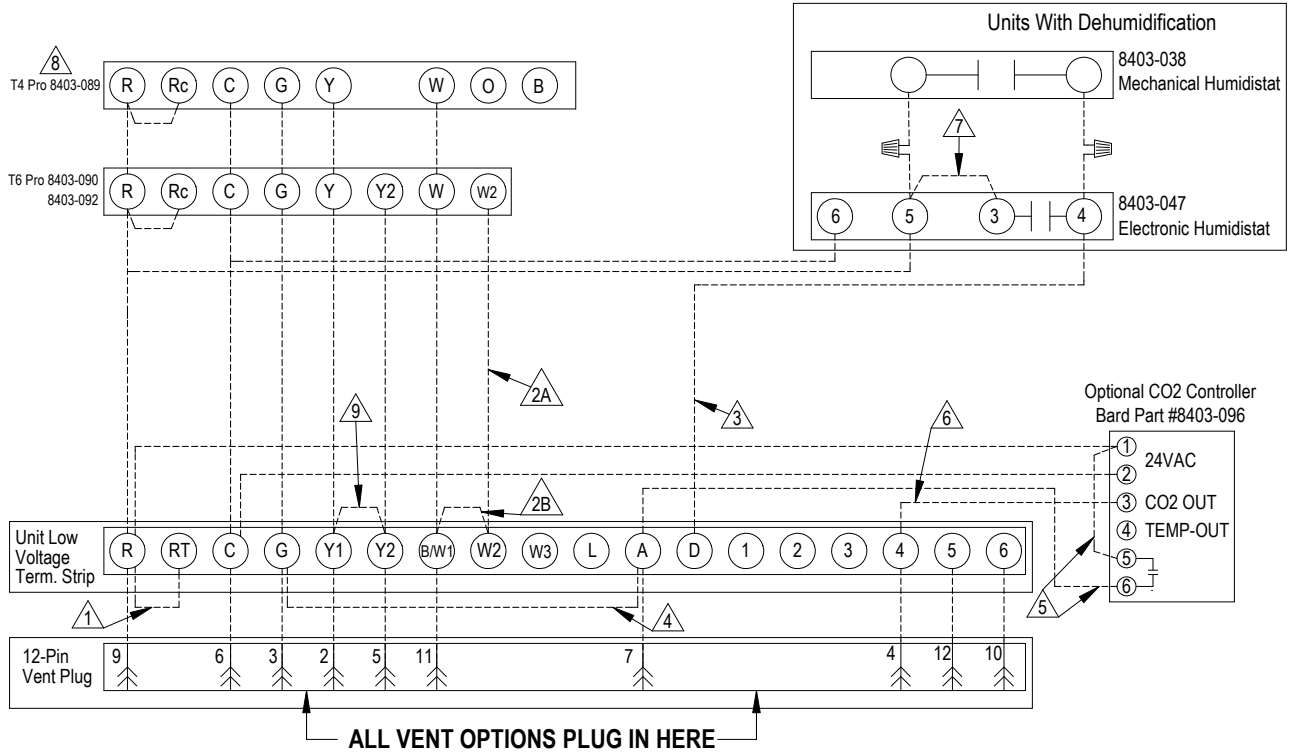 Units With Dehumidification
8403-038
Mechanical Humidistat
8
T4 Pro 8403-089
R Rc C G Y W O B
7
T6 Pro 8403-090
8403-092
R Rc C G Y Y2 W W2
6 5 3 4
8403-047
Electronic Humidistat
2A
9
3
6
2B
Optional CO2 Controller
Bard Part #8403-096
1
24VAC
2
3 CO2 OUT
4 TEMP-OUT
5
6
5
Unit Low
Voltage
Term. Strip
R RT C G Y1 Y2 B/W1 W2 W3 L A D 1 2 3 4 5 6
1
4
12-Pin
Vent Plug
9 6 3 2 5 11 7 4 12 10
ALL VENT OPTIONS PLUG IN HERE